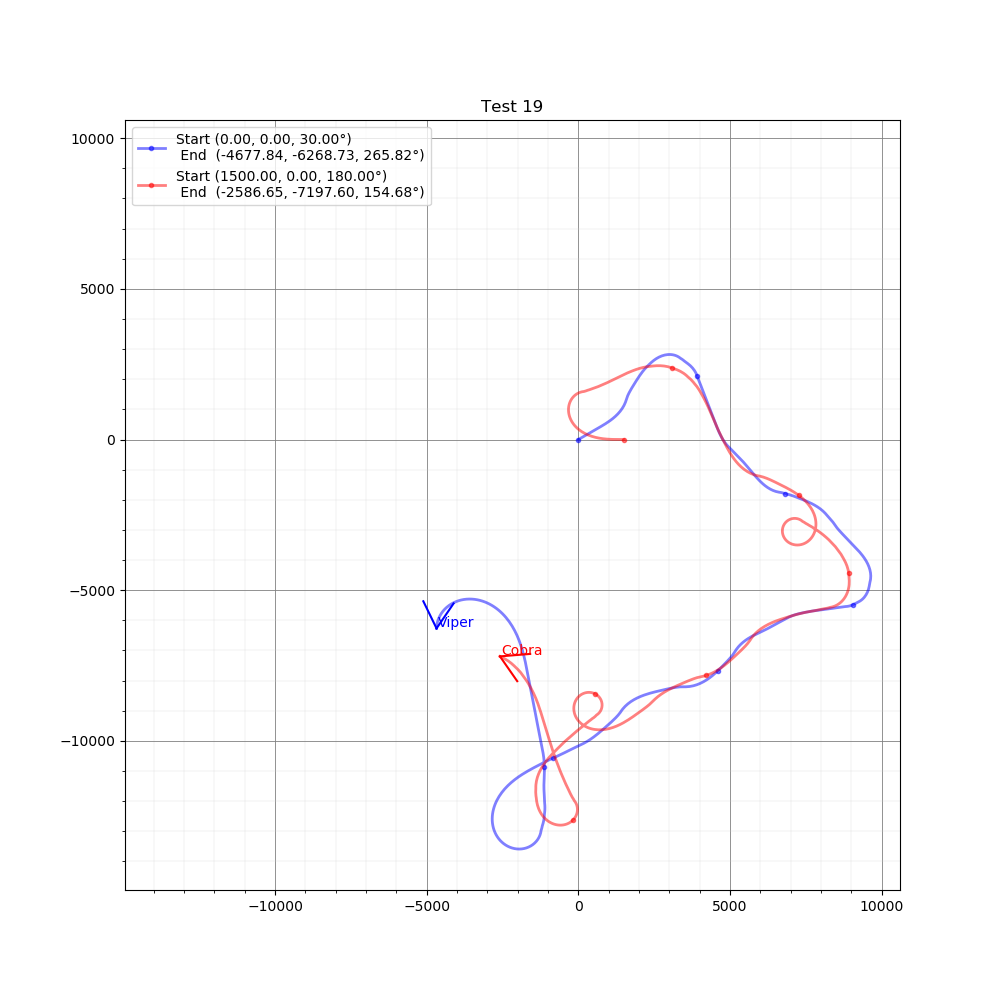 Test 19
Start (0.00, 0.00, 30.00°)
End (-4677.84, -6268.73, 265.82°)
Start (1500.00, 0.00, 180.00°)
End (-2586.65, -7197.60, 154.68°)
10000
5000
0
−5000
−10000
Viper
Cobra
−10000
−5000
0
5000
10000